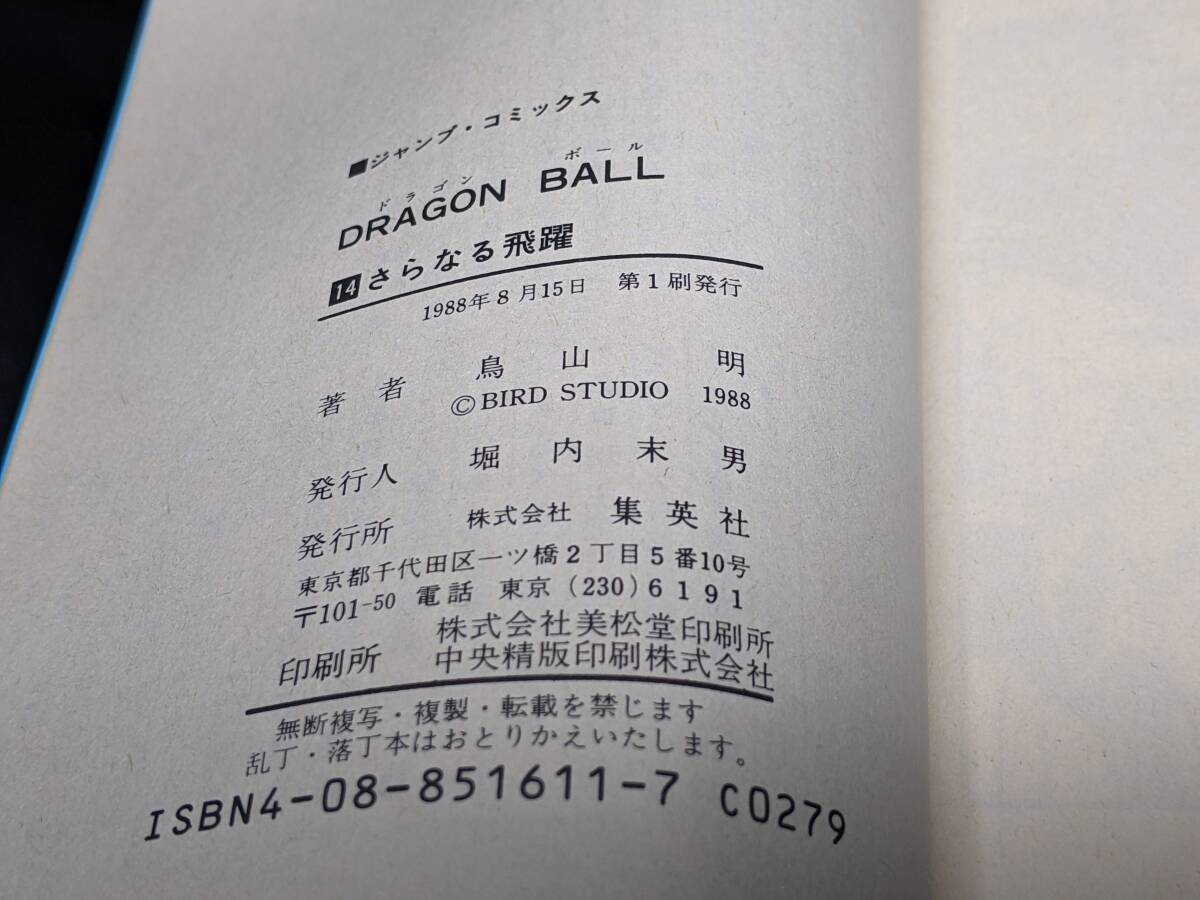 ■ジャンプ・コミックス
ドラゴン ボール
DRAGON BALL
14 さらなる飛躍
1988年8月15日 第1刷発行
著者 鳥山明
©BIRD STUDIO 1988
発行人 堀内末男
発行所 株式会社 集英社
東京都千代田区一ツ橋2丁目5番10号
〒101-50 電話 東京(230)6191
印刷所 株式会社美松堂印刷所
中央精版印刷株式会社
無断複写・複製・転載を禁じます
乱丁・落丁本はおとりかえいたします。
ISBN4-08-851611-7 C0279